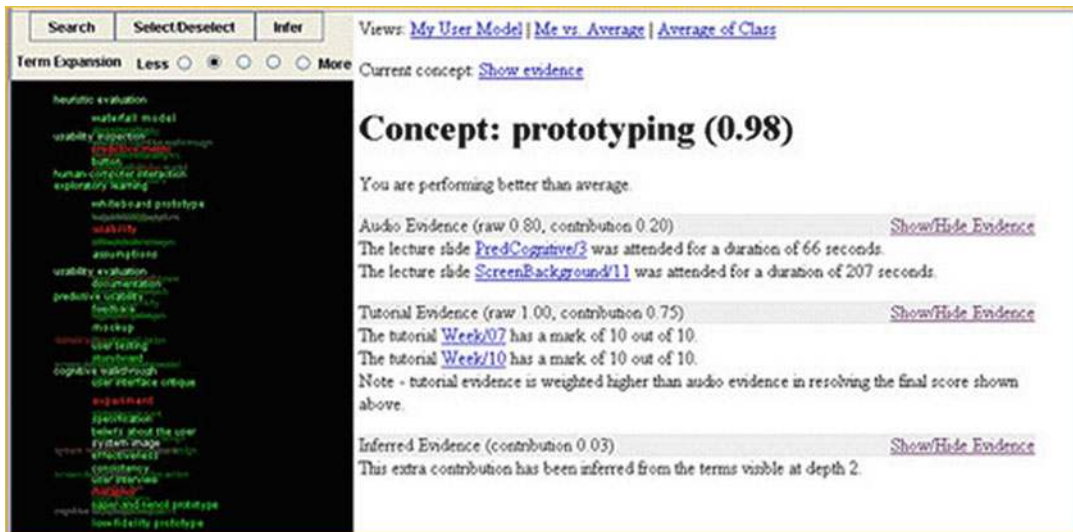 Search Select/Deselect Infer
Term Expansion Less More
heuristic evaluation
waterfall model
usability inspection
predictive metric
button
human-computer interaction
exploratory learning
whiteboard prototype
usability
assumptions
usability evaluation
documentation
predictive usability
feedback
mockup
user testing
storyboard
cognitive walkthrough
user interface critique
experiment
specification
beliefs about the user
system image
effectiveness
consistency
user interview
metaphor
paper and pencil prototype
low-fidelity prototype
Views: My User Model | Me vs. Average | Average of Class
Current concept: Show evidence
Concept: prototyping (0.98)
You are performing better than average.
Audio Evidence (raw 0.80, contribution 0.20) Show/Hide Evidence
The lecture slide PredCognitive/3 was attended for a duration of 66 seconds.
The lecture slide ScreenBackground/11 was attended for a duration of 207 seconds.
Tutorial Evidence (raw 1.00, contribution 0.75) Show/Hide Evidence
The tutorial Week/07 has a mark of 10 out of 10.
The tutorial Week/10 has a mark of 10 out of 10.
Note - tutorial evidence is weighted higher than audio evidence in resolving the final score shown
above.
Inferred Evidence (contribution 0.03) Show/Hide Evidence
This extra contribution has been inferred from the terms visible at depth 2.